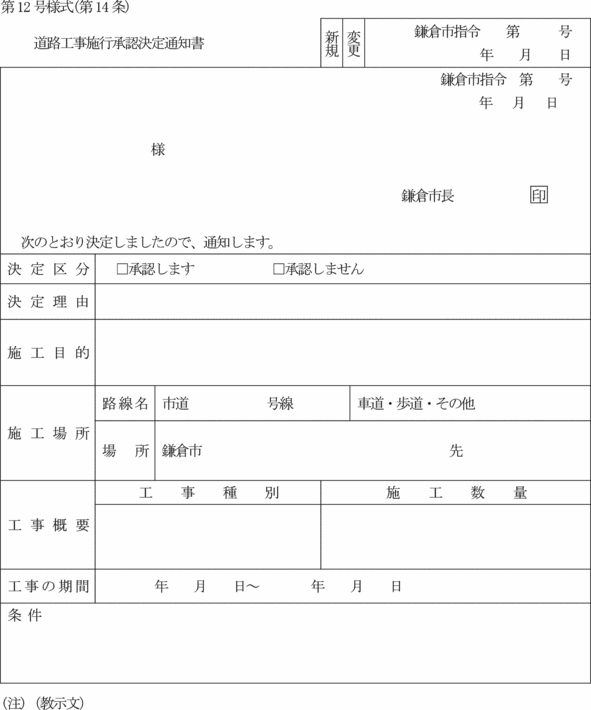 第12号様式(第14条)
道路工事施行承認決定通知書
新規
変更
鎌倉市指令　第　号
年　月　日
鎌倉市指令　第　号
年　月　日
様
鎌倉市長　印
次のとおり決定しましたので、通知します。
決定区分　□承認します　□承認しません
決定理由
施工目的
施工場所
路線名　市道　号線　車道・歩道・その他
場所　鎌倉市　先
工事概要
工事種別　施工数量
工事の期間　年　月　日～　年　月　日
条件
(注)　(教示文)